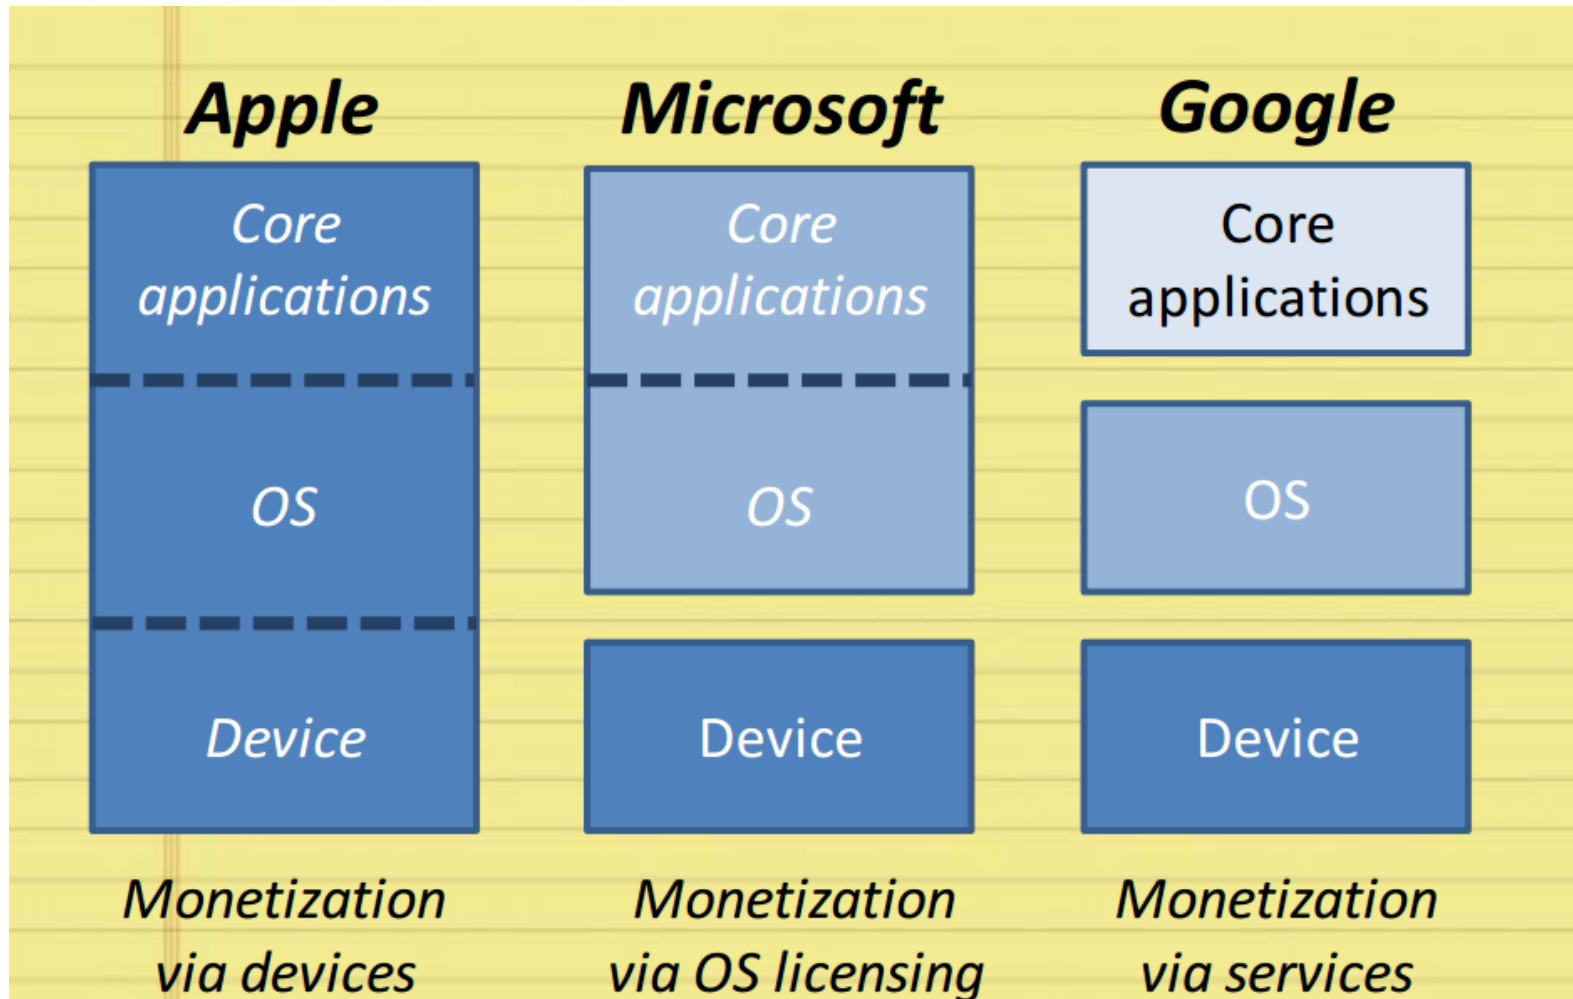 Apple
Core
applications
OS
Device
Monetization
via devices
Microsoft
Core
applications
OS
Device
Monetization
via OS licensing
Google
Core
applications
OS
Device
Monetization
via services